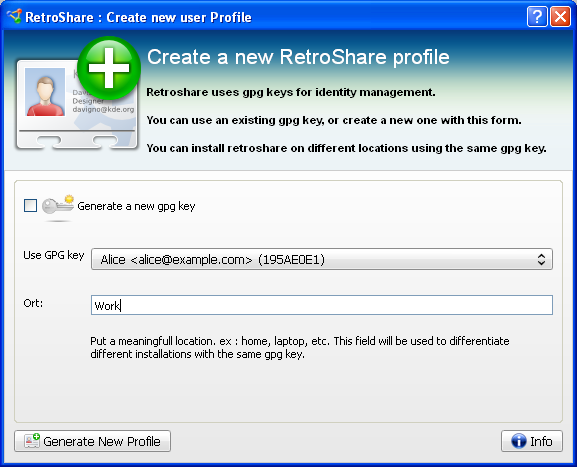 RetroShare : Create new user Profile
Create a new RetroShare profile
Retroshare uses gpg keys for identity management.
You can use an existing gpg key, or create a new one with this form.
You can install retroshare on different locations using the same gpg key.
Designer
davigno@kde.org
Generate a new gpg key
Use GPG key
Alice <alice@example.com> (195AE0E1)
Ort:
Work
Put a meaningfull location. ex : home, laptop, etc. This field will be used to differentiate
different installations with the same gpg key.
Generate New Profile
Info